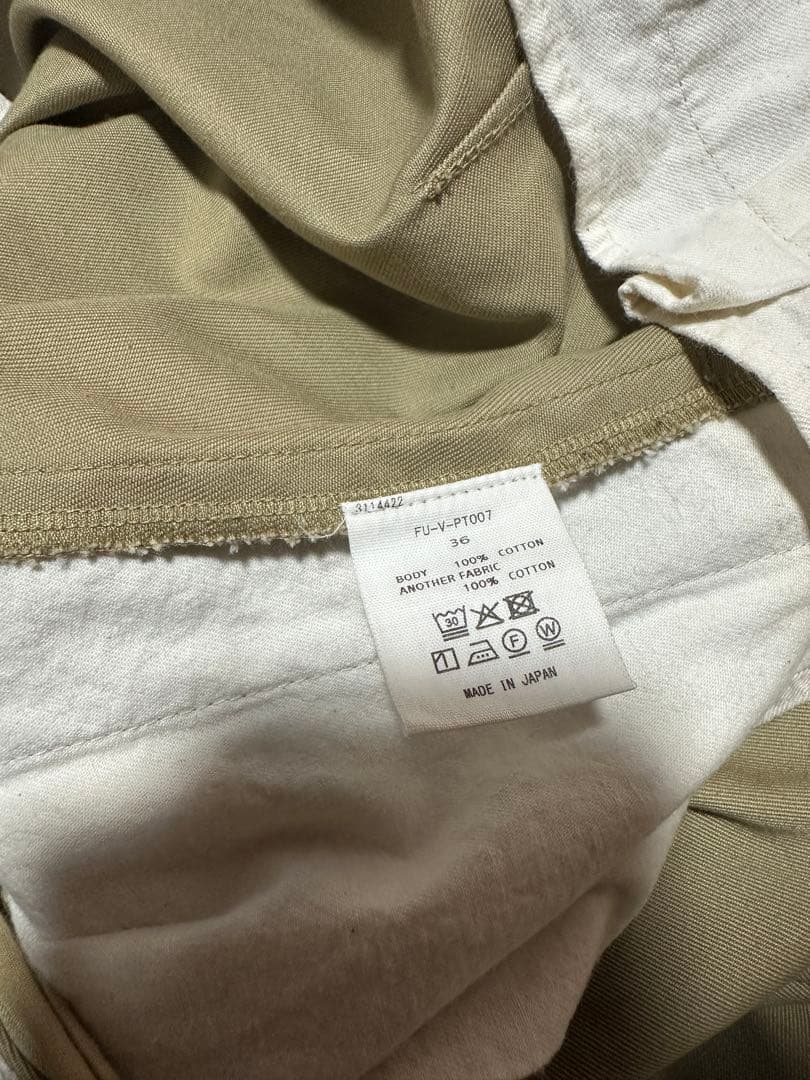 3114422
FU-V-PT007
36
BODY 100% COTTON
ANOTHER FABRIC
100% COTTON
30
F W
MADE IN JAPAN